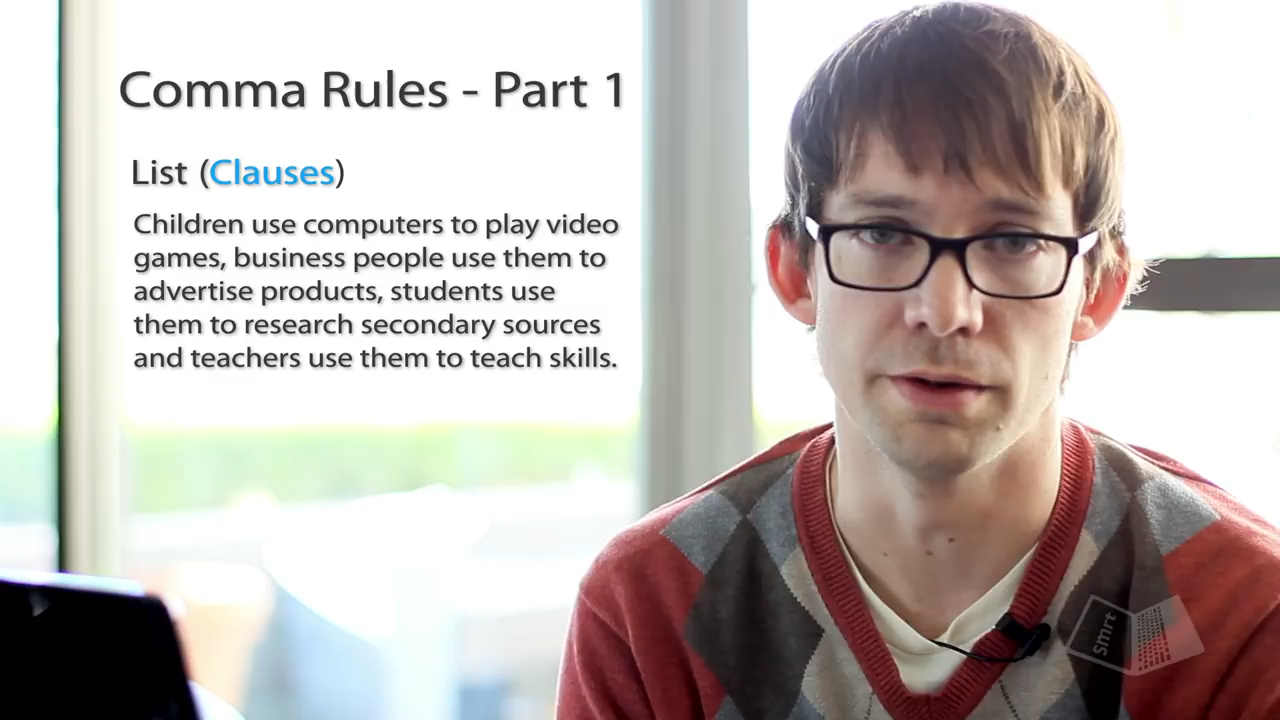 Comma Rules - Part 1
List (Clauses)
Children use computers to play video
games, business people use them to
advertise products, students use
them to research secondary sources
and teachers use them to teach skills.
smrt